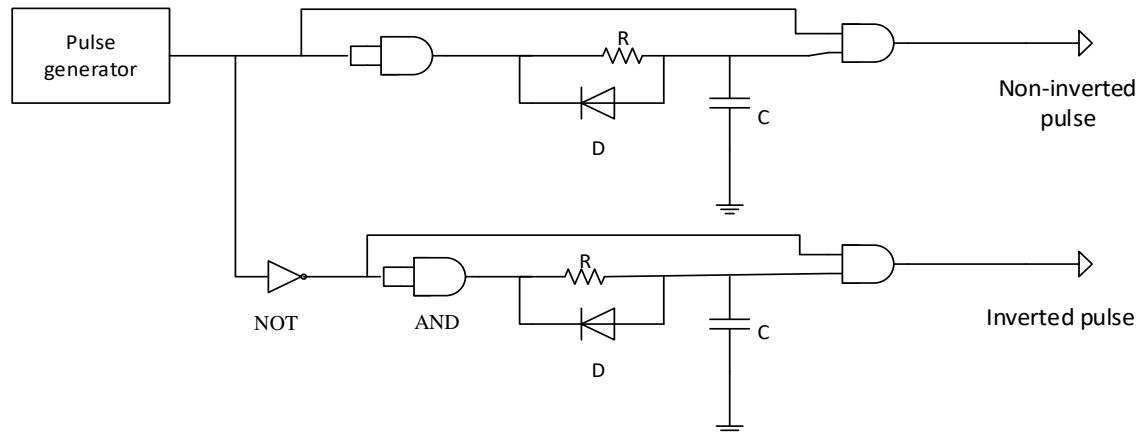 Pulse
generator
R
D
C
Non-inverted
pulse
R
D
C
NOT
AND
Inverted pulse